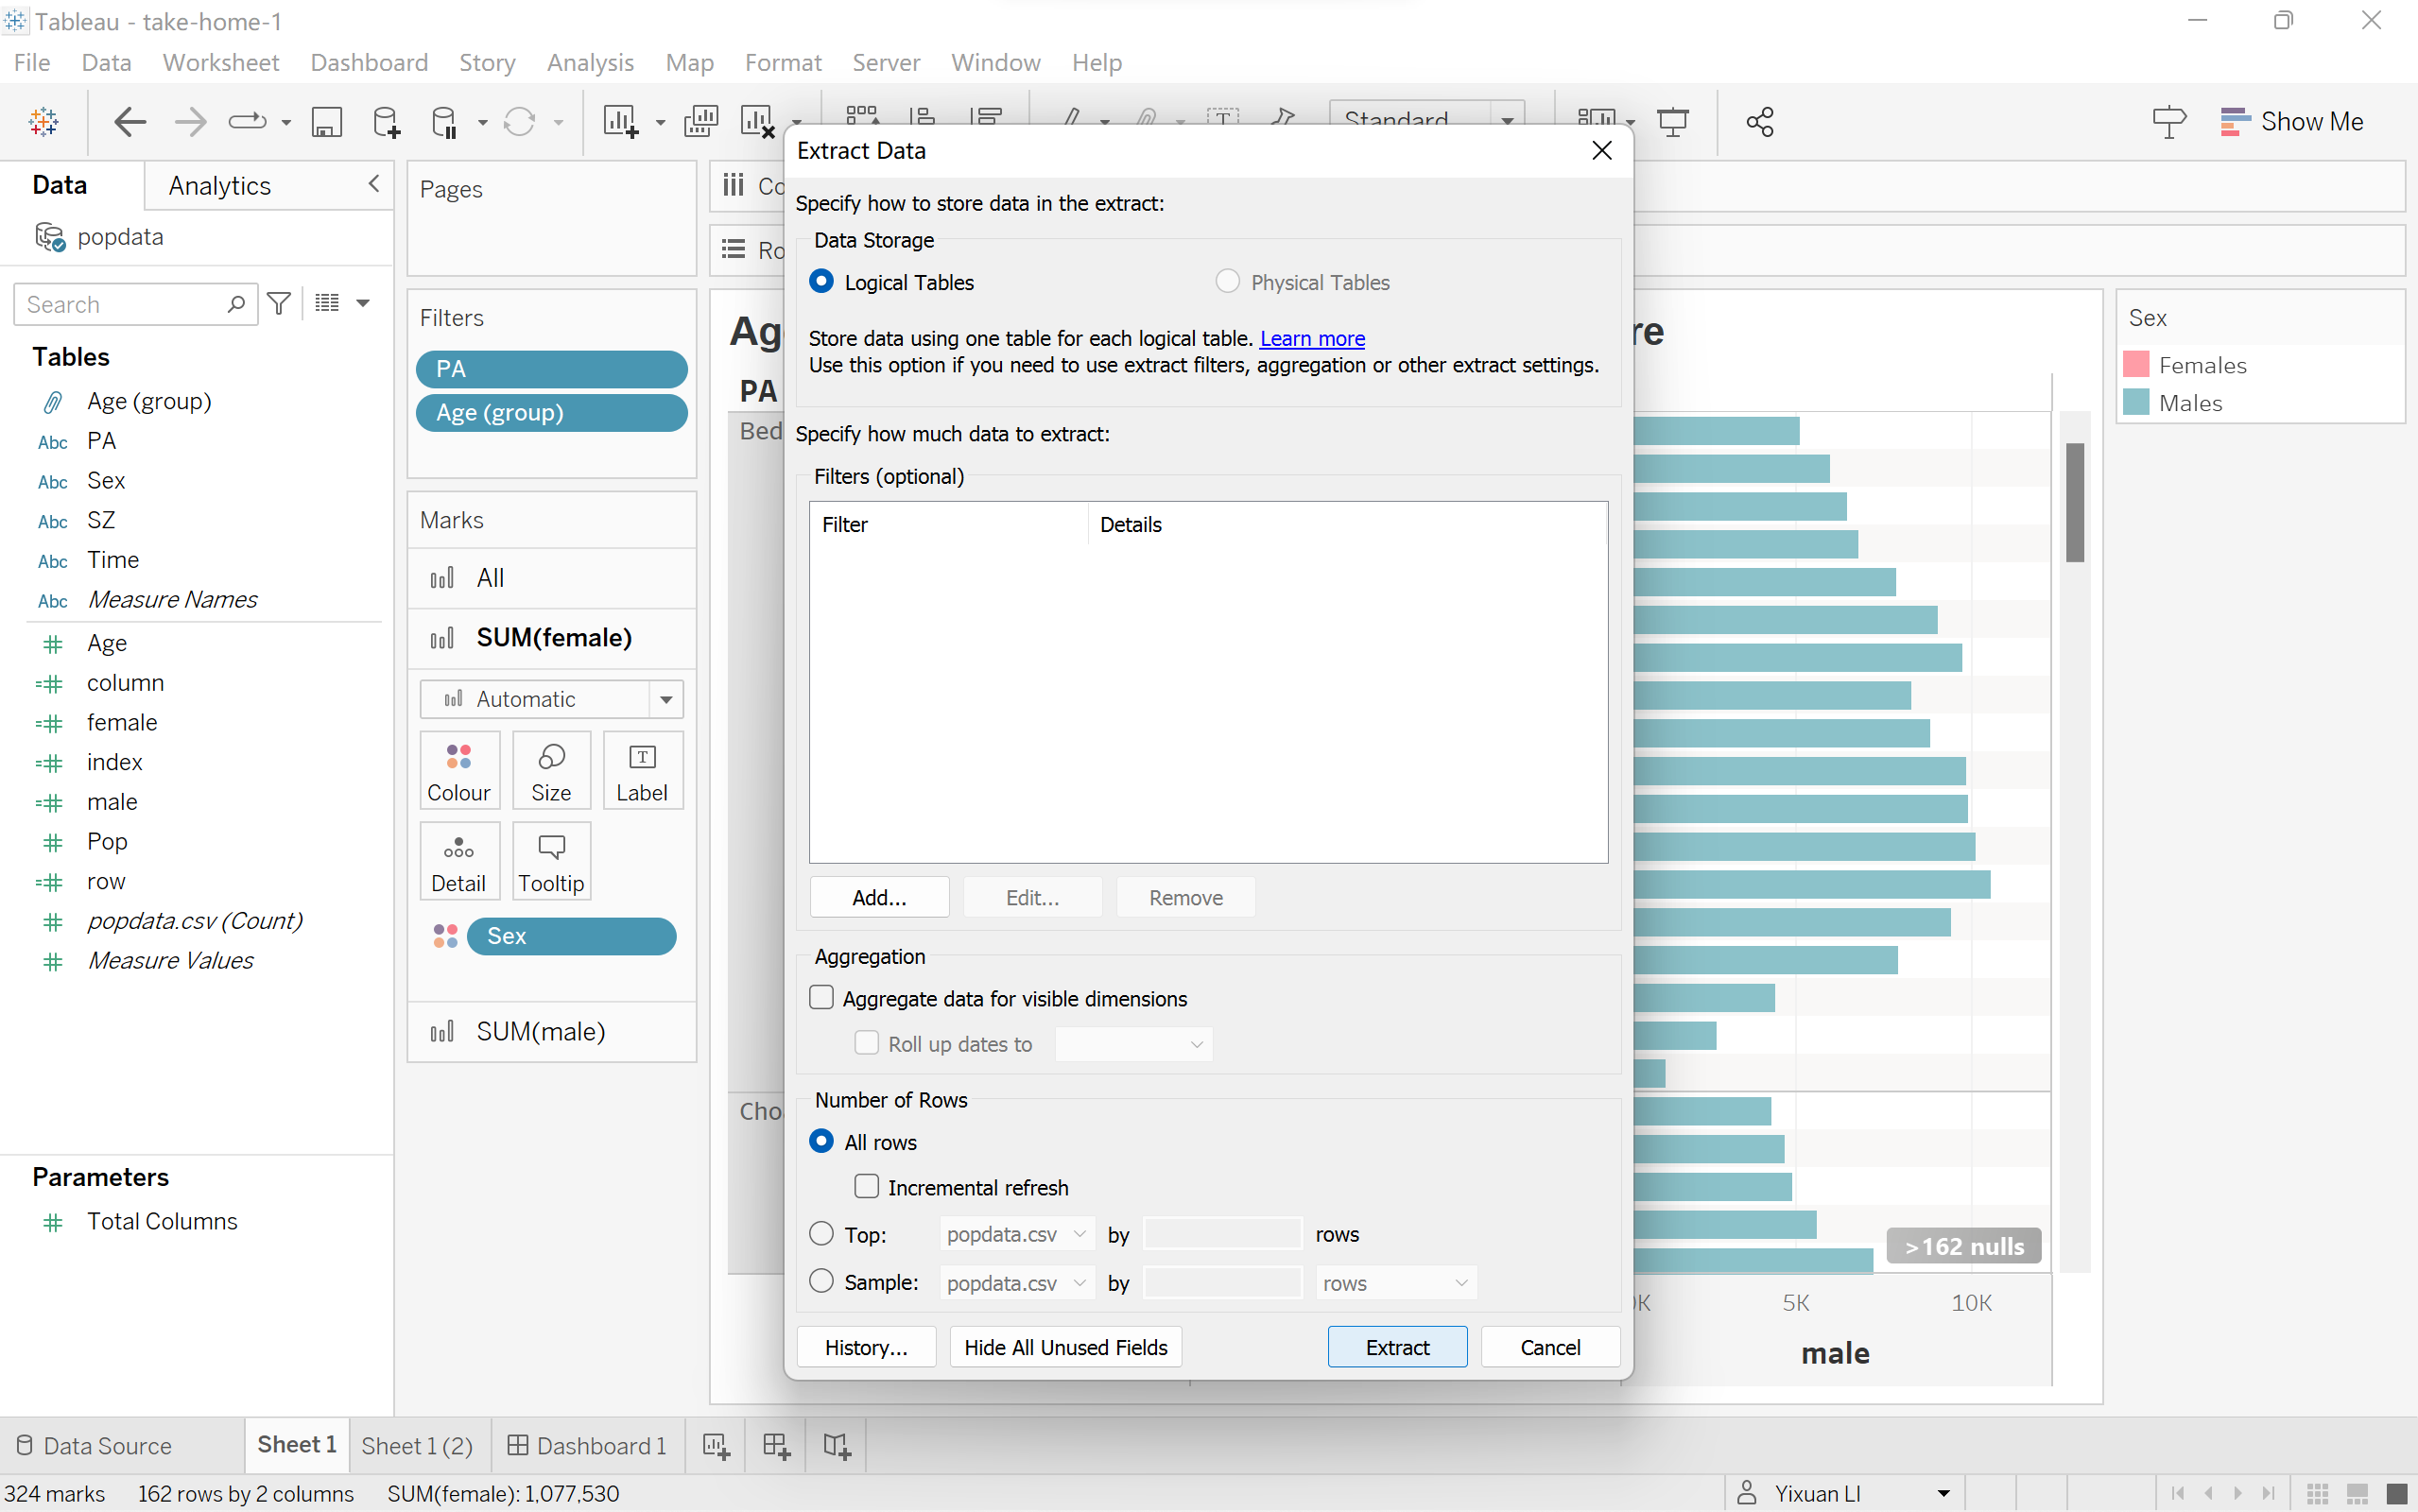 Tableau - take-home-1
File Data Worksheet Dashboard Story Analysis Map Format Server Window Help
Standard
Show Me
Data Analytics
popdata
Search
Tables
Age (group)
Abc PA
Abc Sex
Abc SZ
Abc Time
Abc Measure Names
Age
column
female
index
male
Pop
row
popdata.csv (Count)
Measure Values
Parameters
Total Columns
Pages
Filters
PA
Age (group)
Marks
All
SUM(female)
Automatic
Colour Size Label
Detail Tooltip
Sex
SUM(male)
Co
Ro
Ag
re
PA
Bed
Cho
Extract Data
Specify how to store data in the extract:
Data Storage
Logical Tables Physical Tables
Store data using one table for each logical table. Learn more
Use this option if you need to use extract filters, aggregation or other extract settings.
Specify how much data to extract:
Filters (optional)
Filter Details
Add... Edit... Remove
Aggregation
Aggregate data for visible dimensions
Roll up dates to
Number of Rows
All rows
Incremental refresh
Top: popdata.csv by rows
Sample: popdata.csv by rows
History... Hide All Unused Fields Extract Cancel
>162 nulls
K 5K 10K
male
Sex
Females
Males
Data Source Sheet 1 Sheet 1 (2) Dashboard 1
324 marks 162 rows by 2 columns SUM(female): 1,077,530
Yixuan LI